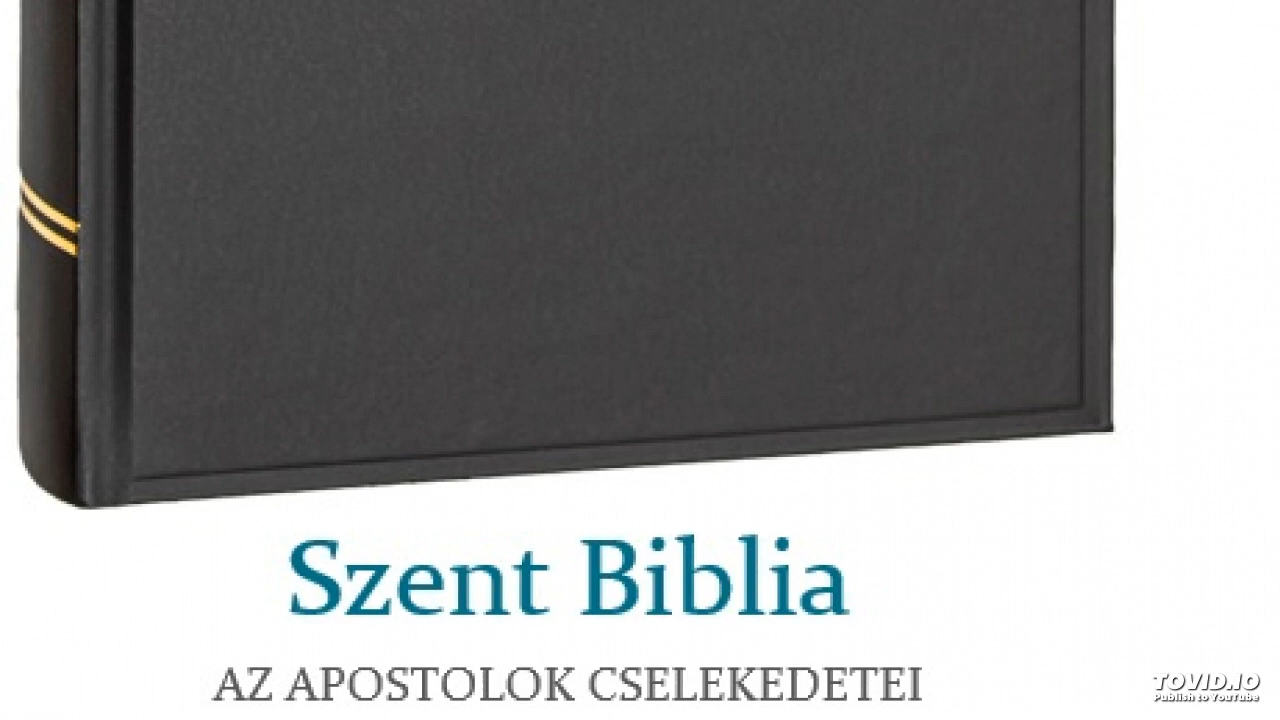 Szent Biblia
AZ APOSTOLOK CSELEKEDETEI
TOVID.IO
Publish to YouTube